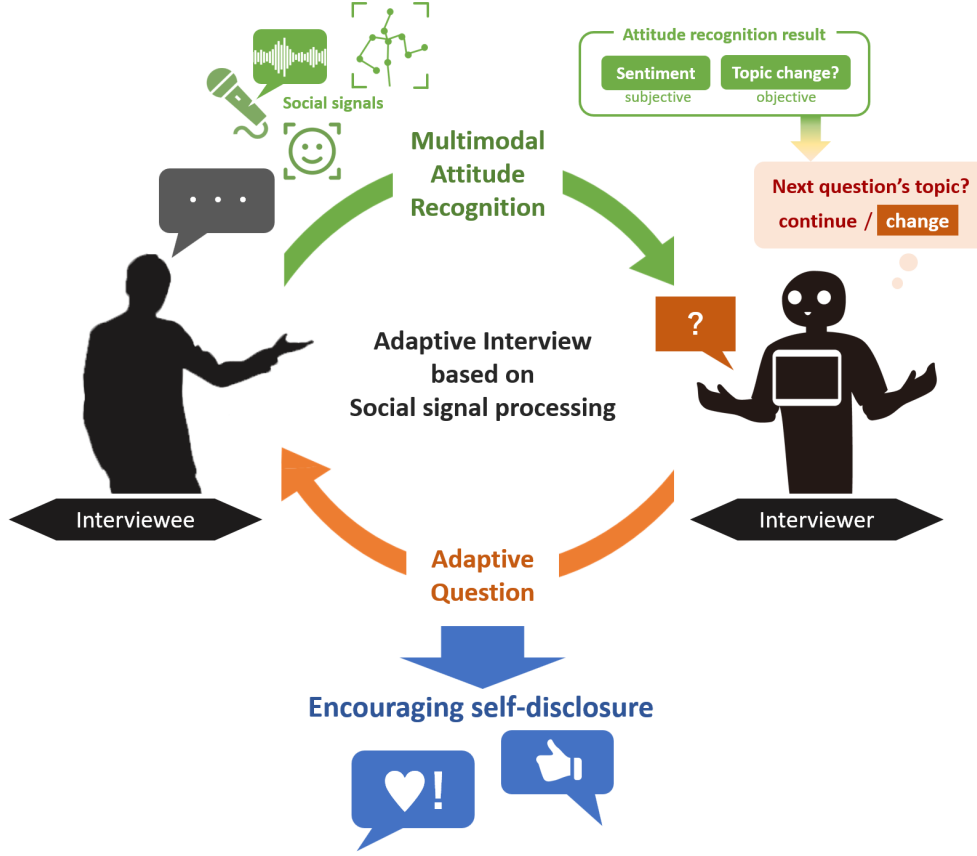 Attitude recognition result
Sentiment
subjective
Topic change?
objective
Social signals
Multimodal
Attitude
Recognition
. . .
Next question's topic?
continue / change
?
Adaptive Interview
based on
Social signal processing
Interviewee
Interviewer
Adaptive
Question
Encouraging self-disclosure
!